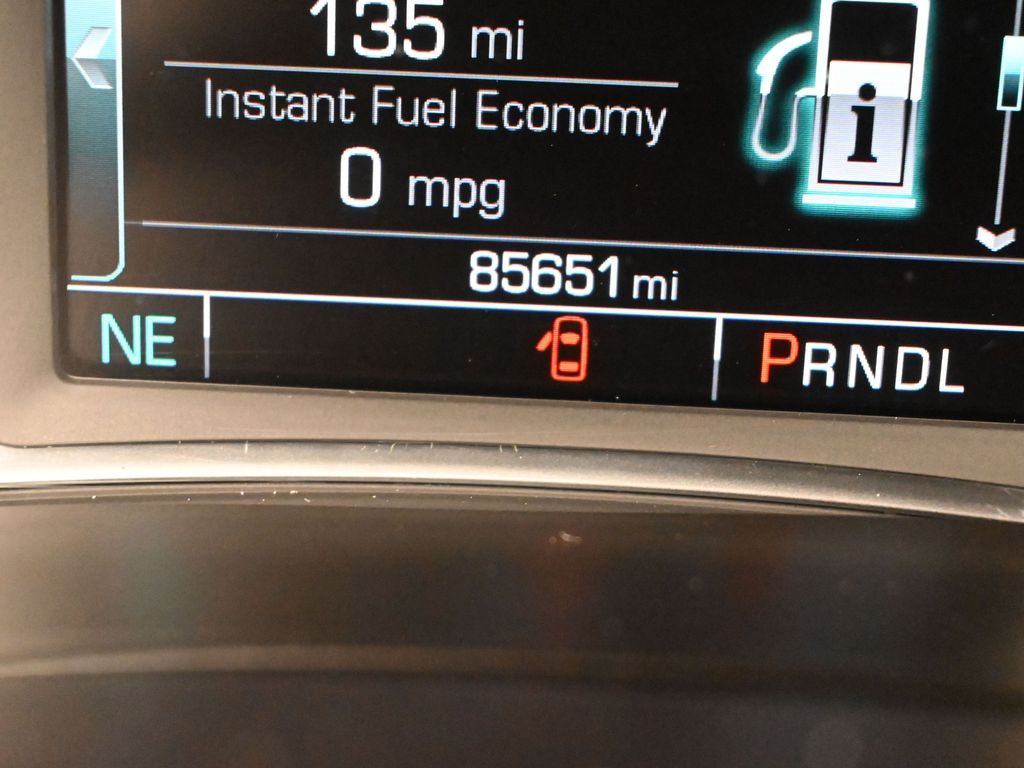 135 mi
Instant Fuel Economy
0 mpg
i
85651 mi
NE
PRNDL